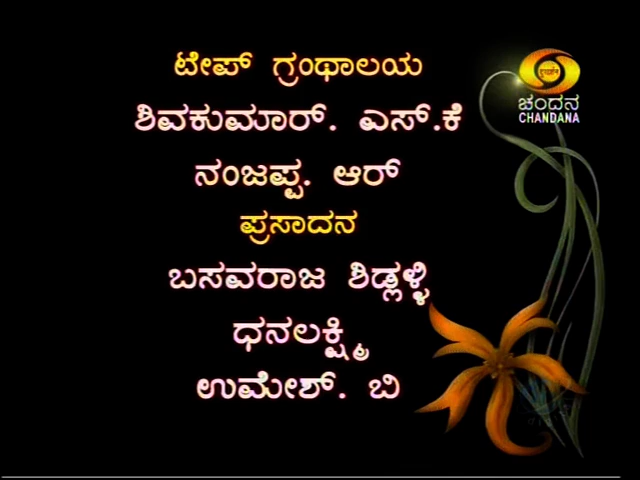 ಟೇಪ್ ಗ್ರಂಥಾಲಯ
ಶಿವಕುಮಾರ್. ಎಸ್.ಕೆ
ನಂಜಪ್ಪ. ಆರ್
ಪ್ರಸಾದನ
ಬಸವರಾಜ ಶಿಡ್ಲಳ್ಳಿ
ಧನಲಕ್ಷ್ಮಿ
ಉಮೇಶ್. ಬಿ
ಚಂದನ
CHANDANA